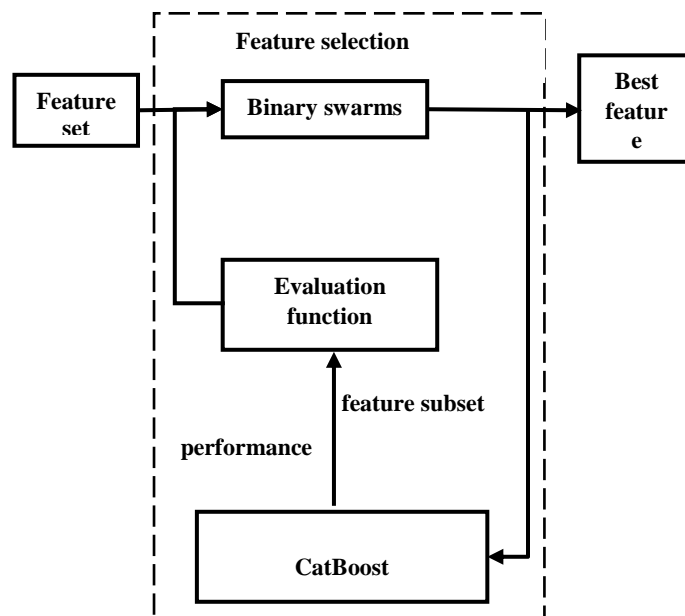 Feature selection
Feature
set
Binary swarms
Best
featur
e
Evaluation
function
feature subset
performance
CatBoost